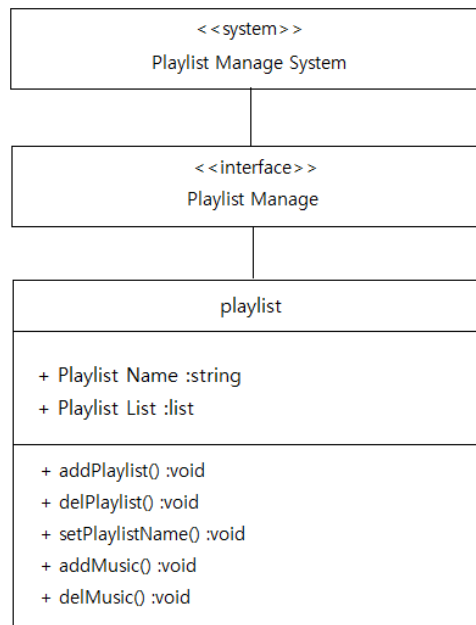 <<system>>
Playlist Manage System
<<interface>>
Playlist Manage
playlist
+ Playlist Name :string
+ Playlist List :list
+ addPlaylist() :void
+ delPlaylist() :void
+ setPlaylistName() :void
+ addMusic() :void
+ delMusic() :void